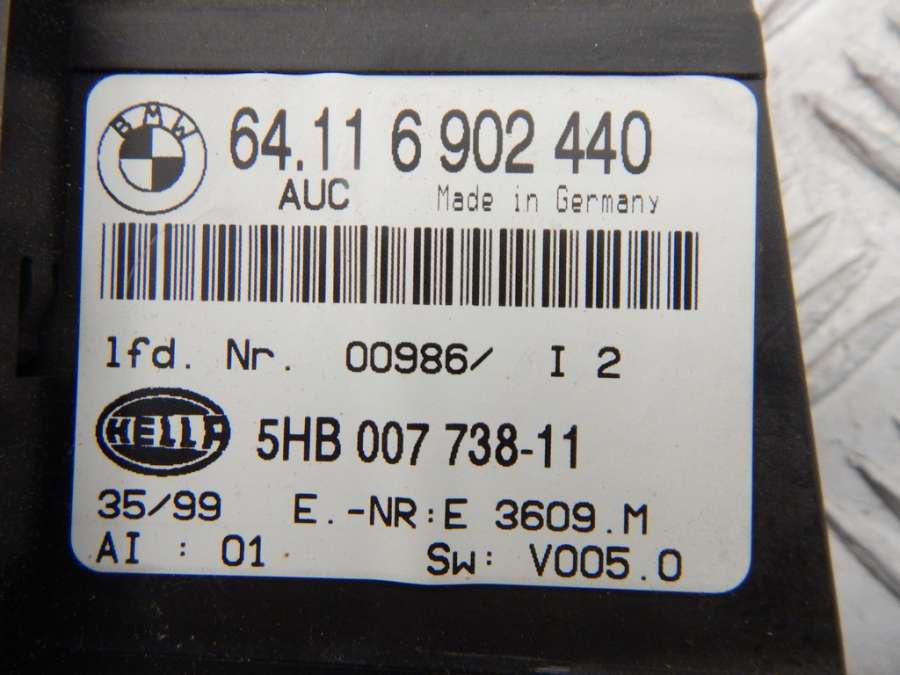 BMW
64.11 6 902 440
AUC Made in Germany
lfd. Nr. 00986/ I 2
HELLA 5HB 007 738-11
35/99 E.-NR:E 3609.M
AI : 01 Sw: V005.0